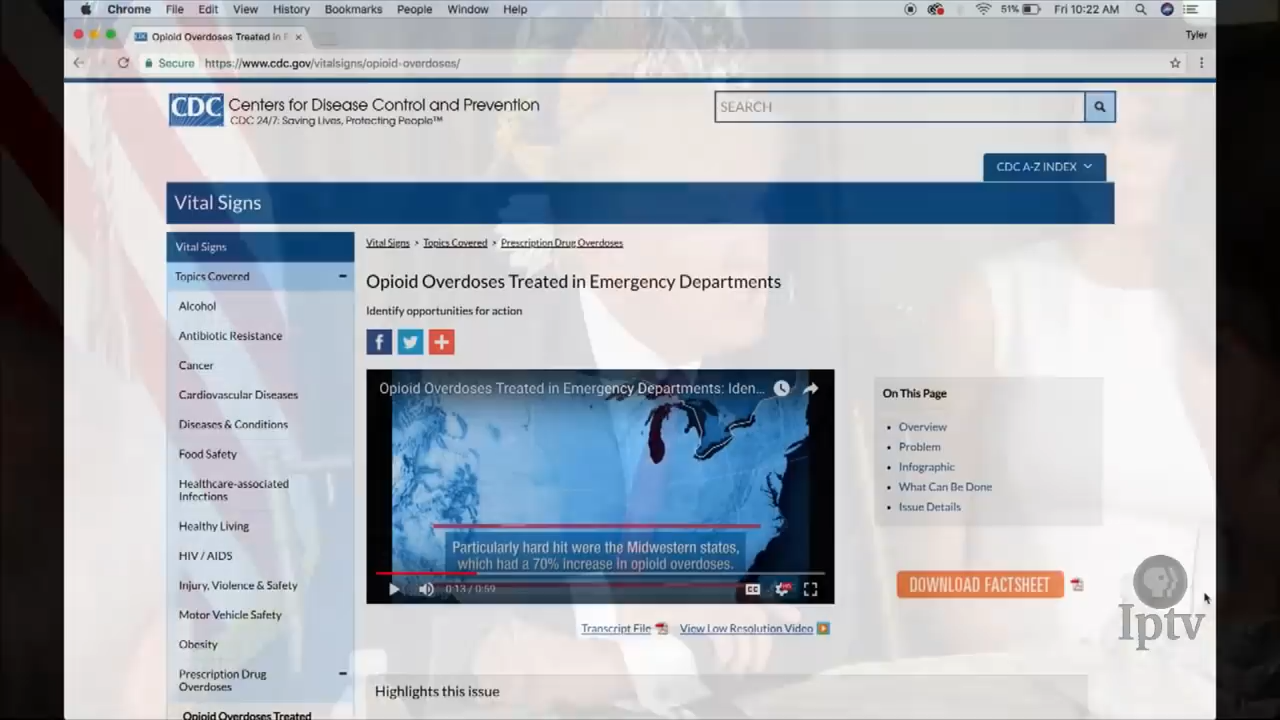 Chrome File Edit View History Bookmarks People Window Help 51% Fri 10:22 AM
Opioid Overdoses Treated in E
Tyler
Secure https://www.cdc.gov/vitalsigns/opioid-overdoses/
CDC Centers for Disease Control and Prevention
CDC 24/7: Saving Lives, Protecting People™
SEARCH
CDC A-Z INDEX
Vital Signs
Vital Signs
Topics Covered
Alcohol
Antibiotic Resistance
Cancer
Cardiovascular Diseases
Diseases & Conditions
Food Safety
Healthcare-associated
Infections
Healthy Living
HIV / AIDS
Injury, Violence & Safety
Motor Vehicle Safety
Obesity
Prescription Drug
Overdoses
Opioid Overdoses Treated
Vital Signs > Topics Covered > Prescription Drug Overdoses
Opioid Overdoses Treated in Emergency Departments
Identify opportunities for action
Opioid Overdoses Treated in Emergency Departments: Iden...
Particularly hard hit were the Midwestern states,
which had a 70% increase in opioid overdoses.
0:13 / 0:59
CC
Transcript File View Low Resolution Video
Highlights this issue
On This Page
Overview
Problem
Infographic
What Can Be Done
Issue Details
DOWNLOAD FACTSHEET
Iptv